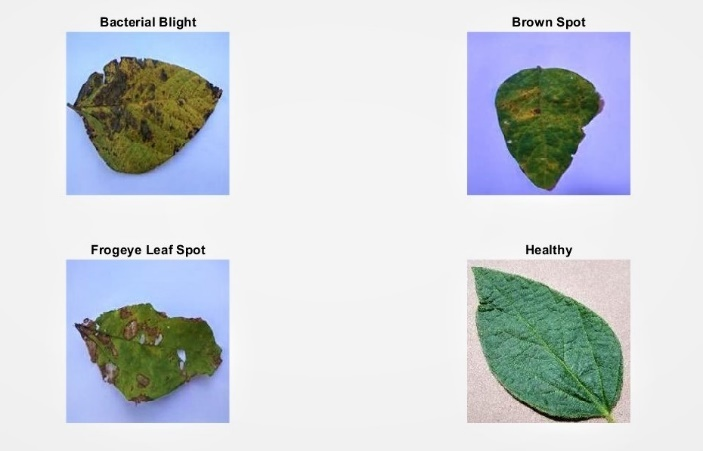 Bacterial Blight
Brown Spot
Frogeye Leaf Spot
Healthy